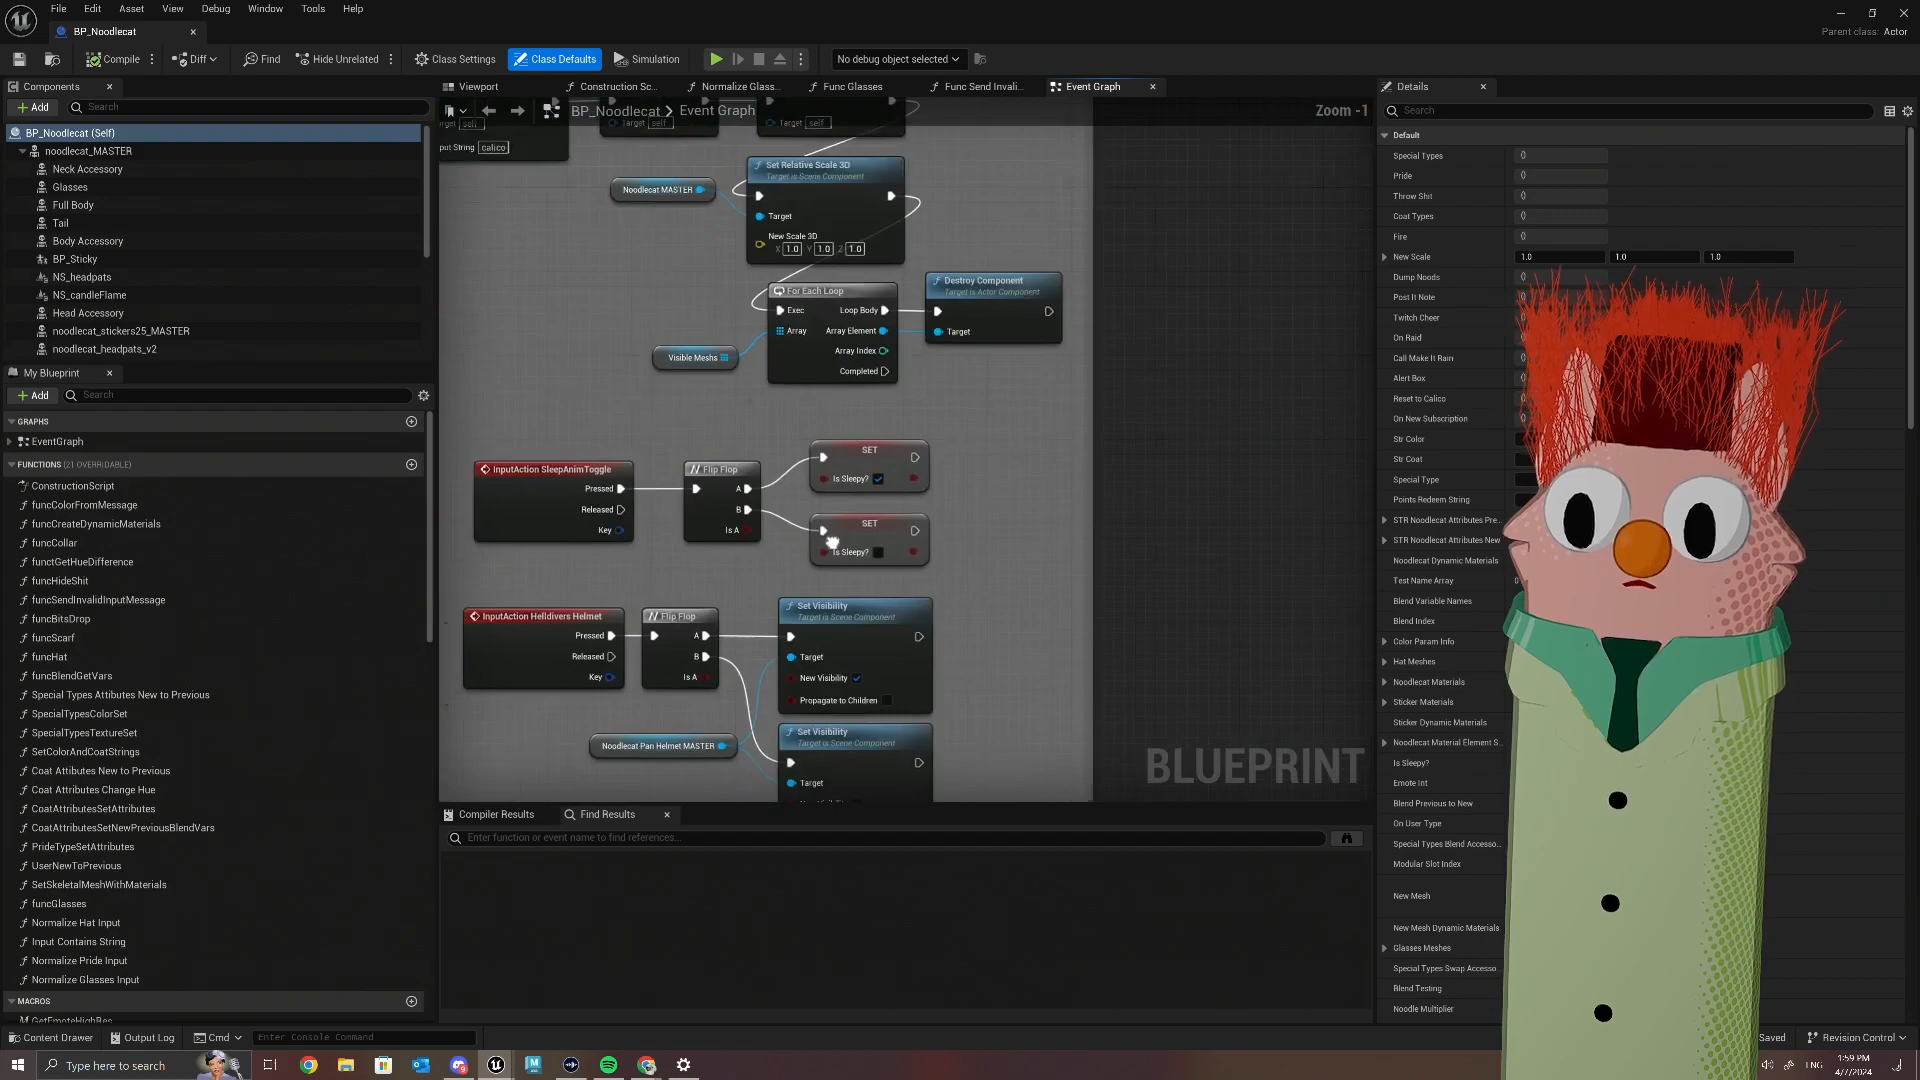 File Edit Asset View Debug Window Tools Help
BP_Noodlecat
Parent class: Actor
Compile Diff Find Hide Unrelated Class Settings Class Defaults Simulation No debug object selected
Components
Add Search
BP_Noodlecat (Self)
noodlecat_MASTER
Neck Accessory
Glasses
Full Body
Tail
Body Accessory
BP_Sticky
NS_headpats
NS_candleFlame
Head Accessory
noodlecat_stickers25_MASTER
noodlecat_headpats_v2
My Blueprint
Add Search
GRAPHS
EventGraph
FUNCTIONS (21 OVERRIDABLE)
ConstructionScript
funcColorFromMessage
funcCreateDynamicMaterials
funcCollar
functGetHueDifference
funcHideShit
funcSendInvalidInputMessage
funcBitsDrop
funcScarf
funcHat
funcBlendGetVars
Special Types Attibutes New to Previous
SpecialTypesColorSet
SpecialTypesTextureSet
SetColorAndCoatStrings
Coat Attibutes New to Previous
Coat Attributes Change Hue
CoatAttributesSetAttributes
CoatAttributesSetNewPreviousBlendVars
PrideTypeSetAttributes
UserNewToPrevious
SetSkeletalMeshWithMaterials
funcGlasses
Normalize Hat Input
Input Contains String
Normalize Pride Input
Normalize Glasses Input
MACROS
GetEmoteHighRes
Viewport Construction Sc... Normalize Glass... Func Glasses Func Send Invali... Event Graph
BP_Noodlecat > Event Graph
Zoom -1
Target self
Target self
put String calico
Set Relative Scale 3D
Target is Scene Component
Noodlecat MASTER
Target
New Scale 3D
X 1.0 Y 1.0 Z 1.0
For Each Loop
Exec Loop Body
Array Array Element
Array Index
Completed
Visible Meshs
Destroy Component
Target is Actor Component
Target
InputAction SleepAnimToggle
Pressed
Released
Key
Flip Flop
A
B
Is A
SET
Is Sleepy?
SET
Is Sleepy?
InputAction Helldivers Helmet
Pressed
Released
Key
Flip Flop
A
B
Is A
Set Visibility
Target is Scene Component
Target
New Visibility
Propagate to Children
Noodlecat Pan Helmet MASTER
Set Visibility
Target is Scene Component
Target
BLUEPRINT
Compiler Results Find Results
Enter function or event name to find references...
Details
Search
Default
Special Types
Pride
Throw Shit
Coat Types
Fire
New Scale 1.0 1.0 1.0
Dump Noods
Post It Note
Twitch Cheer
On Raid
Call Make It Rain
Alert Box
Reset to Calico
On New Subscription
Str Color
Str Coat
Special Type
Points Redeem String
STR Noodlecat Attributes Pre...
STR Noodlecat Attributes New
Noodlecat Dynamic Materials
Test Name Array
Blend Variable Names
Blend Index
Color Param Info
Hat Meshes
Noodlecat Materials
Sticker Materials
Sticker Dynamic Materials
Noodlecat Material Element S...
Is Sleepy?
Emote Int
Blend Previous to New
On User Type
Special Types Blend Accesso...
Modular Slot Index
New Mesh
New Mesh Dynamic Materials
Glasses Meshes
Special Types Swap Accesso
Blend Testing
Noodle Multiplier
Content Drawer Output Log Cmd Enter Console Command
Saved Revision Control
Type here to search
ENG
1:59 PM
4/7/2024